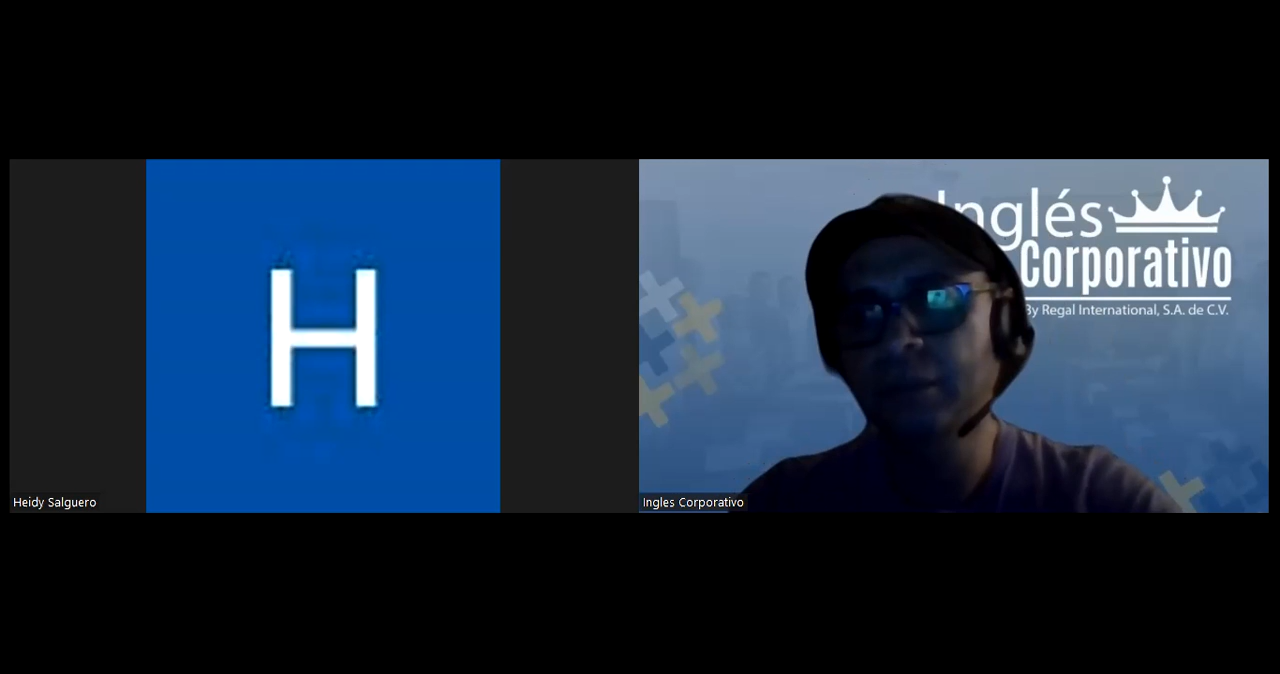 H
Heidy Salguero
Inglés
Corporativo
By Regal International, S.A. de C.V.
Ingles Corporativo